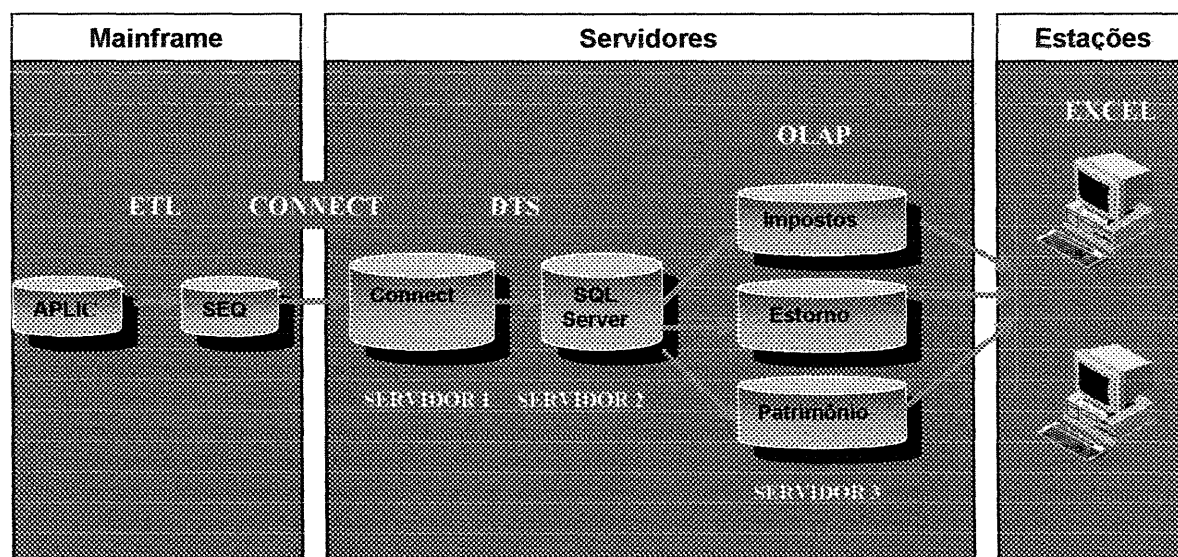 Mainframe
Servidores
Estações
EXCEL
OLAP
ETL
CONNECT
DTS
Impostos
SEQ
Connect
SQL
Server
Estorno
Patrimônio
SERVIDOR 1
SERVIDOR 2
SERVIDOR 3